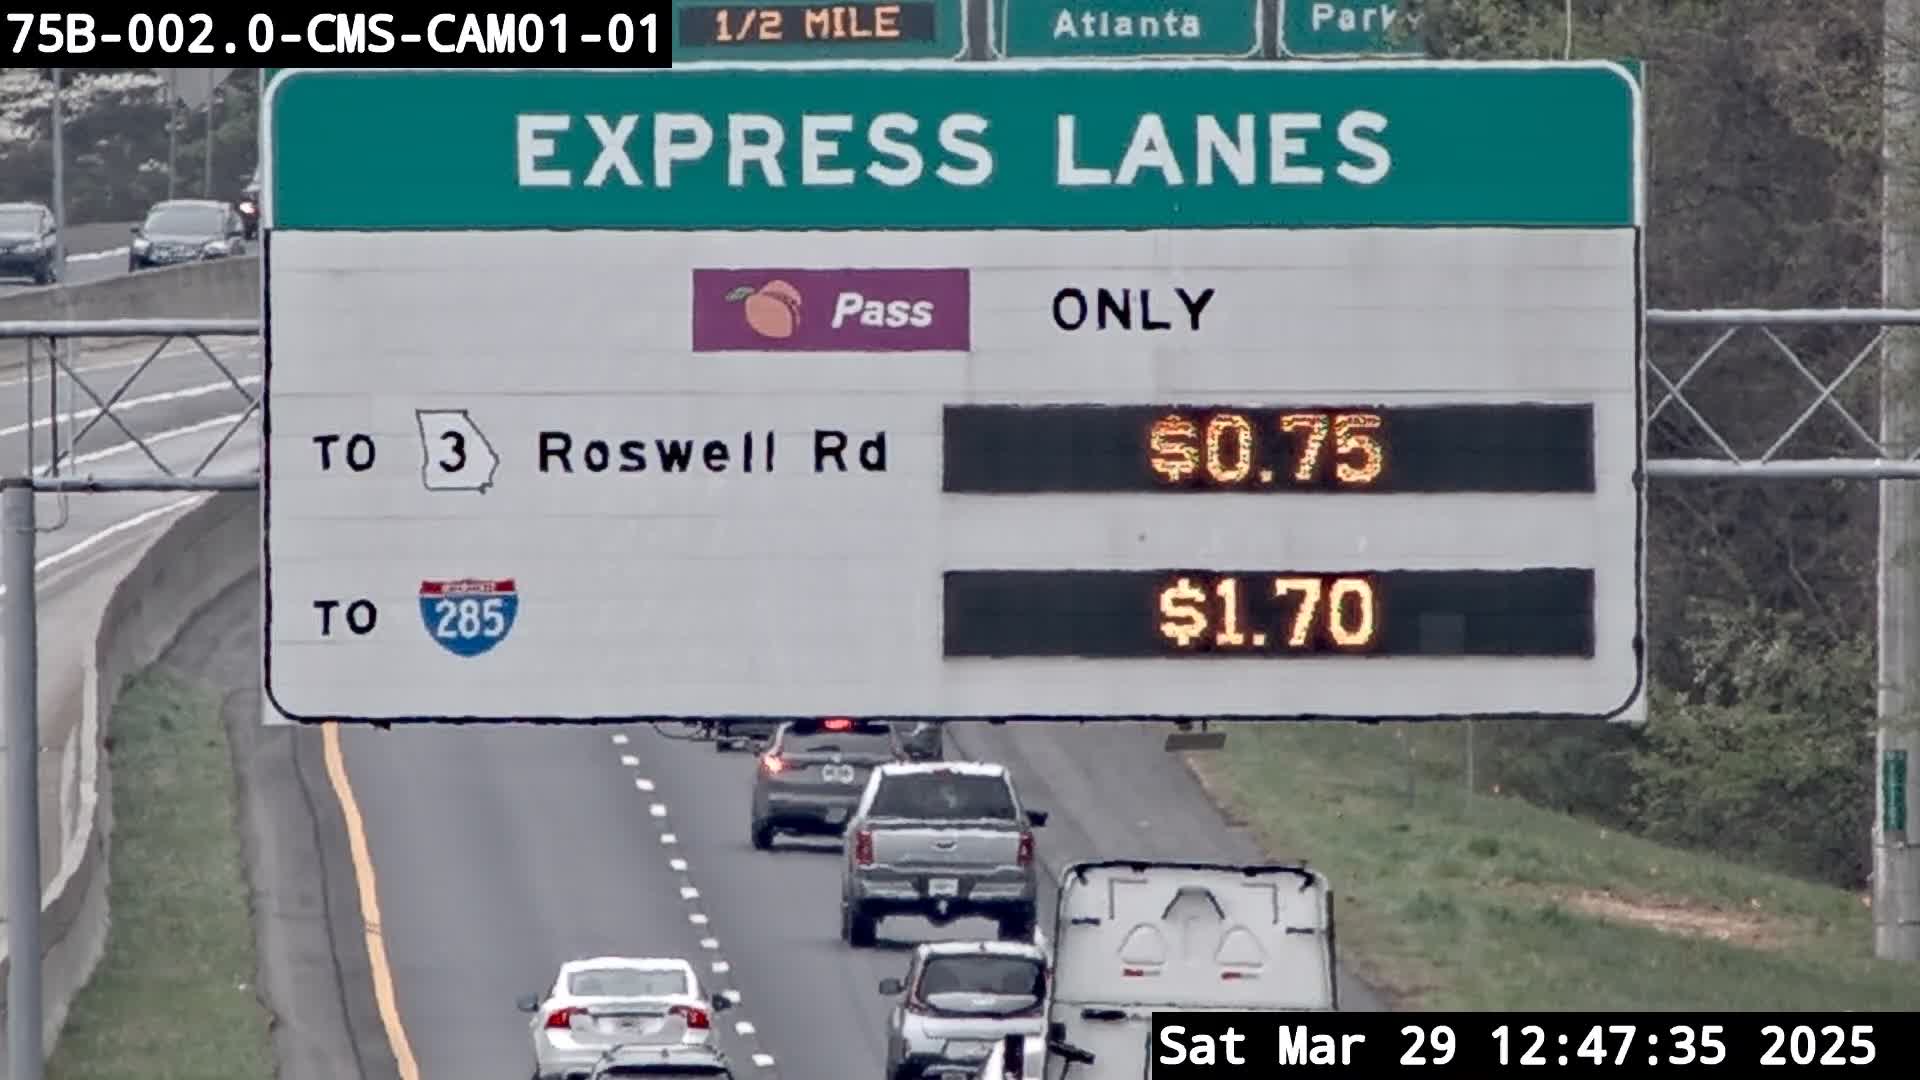 75B-002.0-CMS-CAM01-01
1/2 MILE
Atlanta
Park
EXPRESS LANES
Pass ONLY
TO 3 Roswell Rd $0.75
TO 285 $1.70
Sat Mar 29 12:47:35 2025